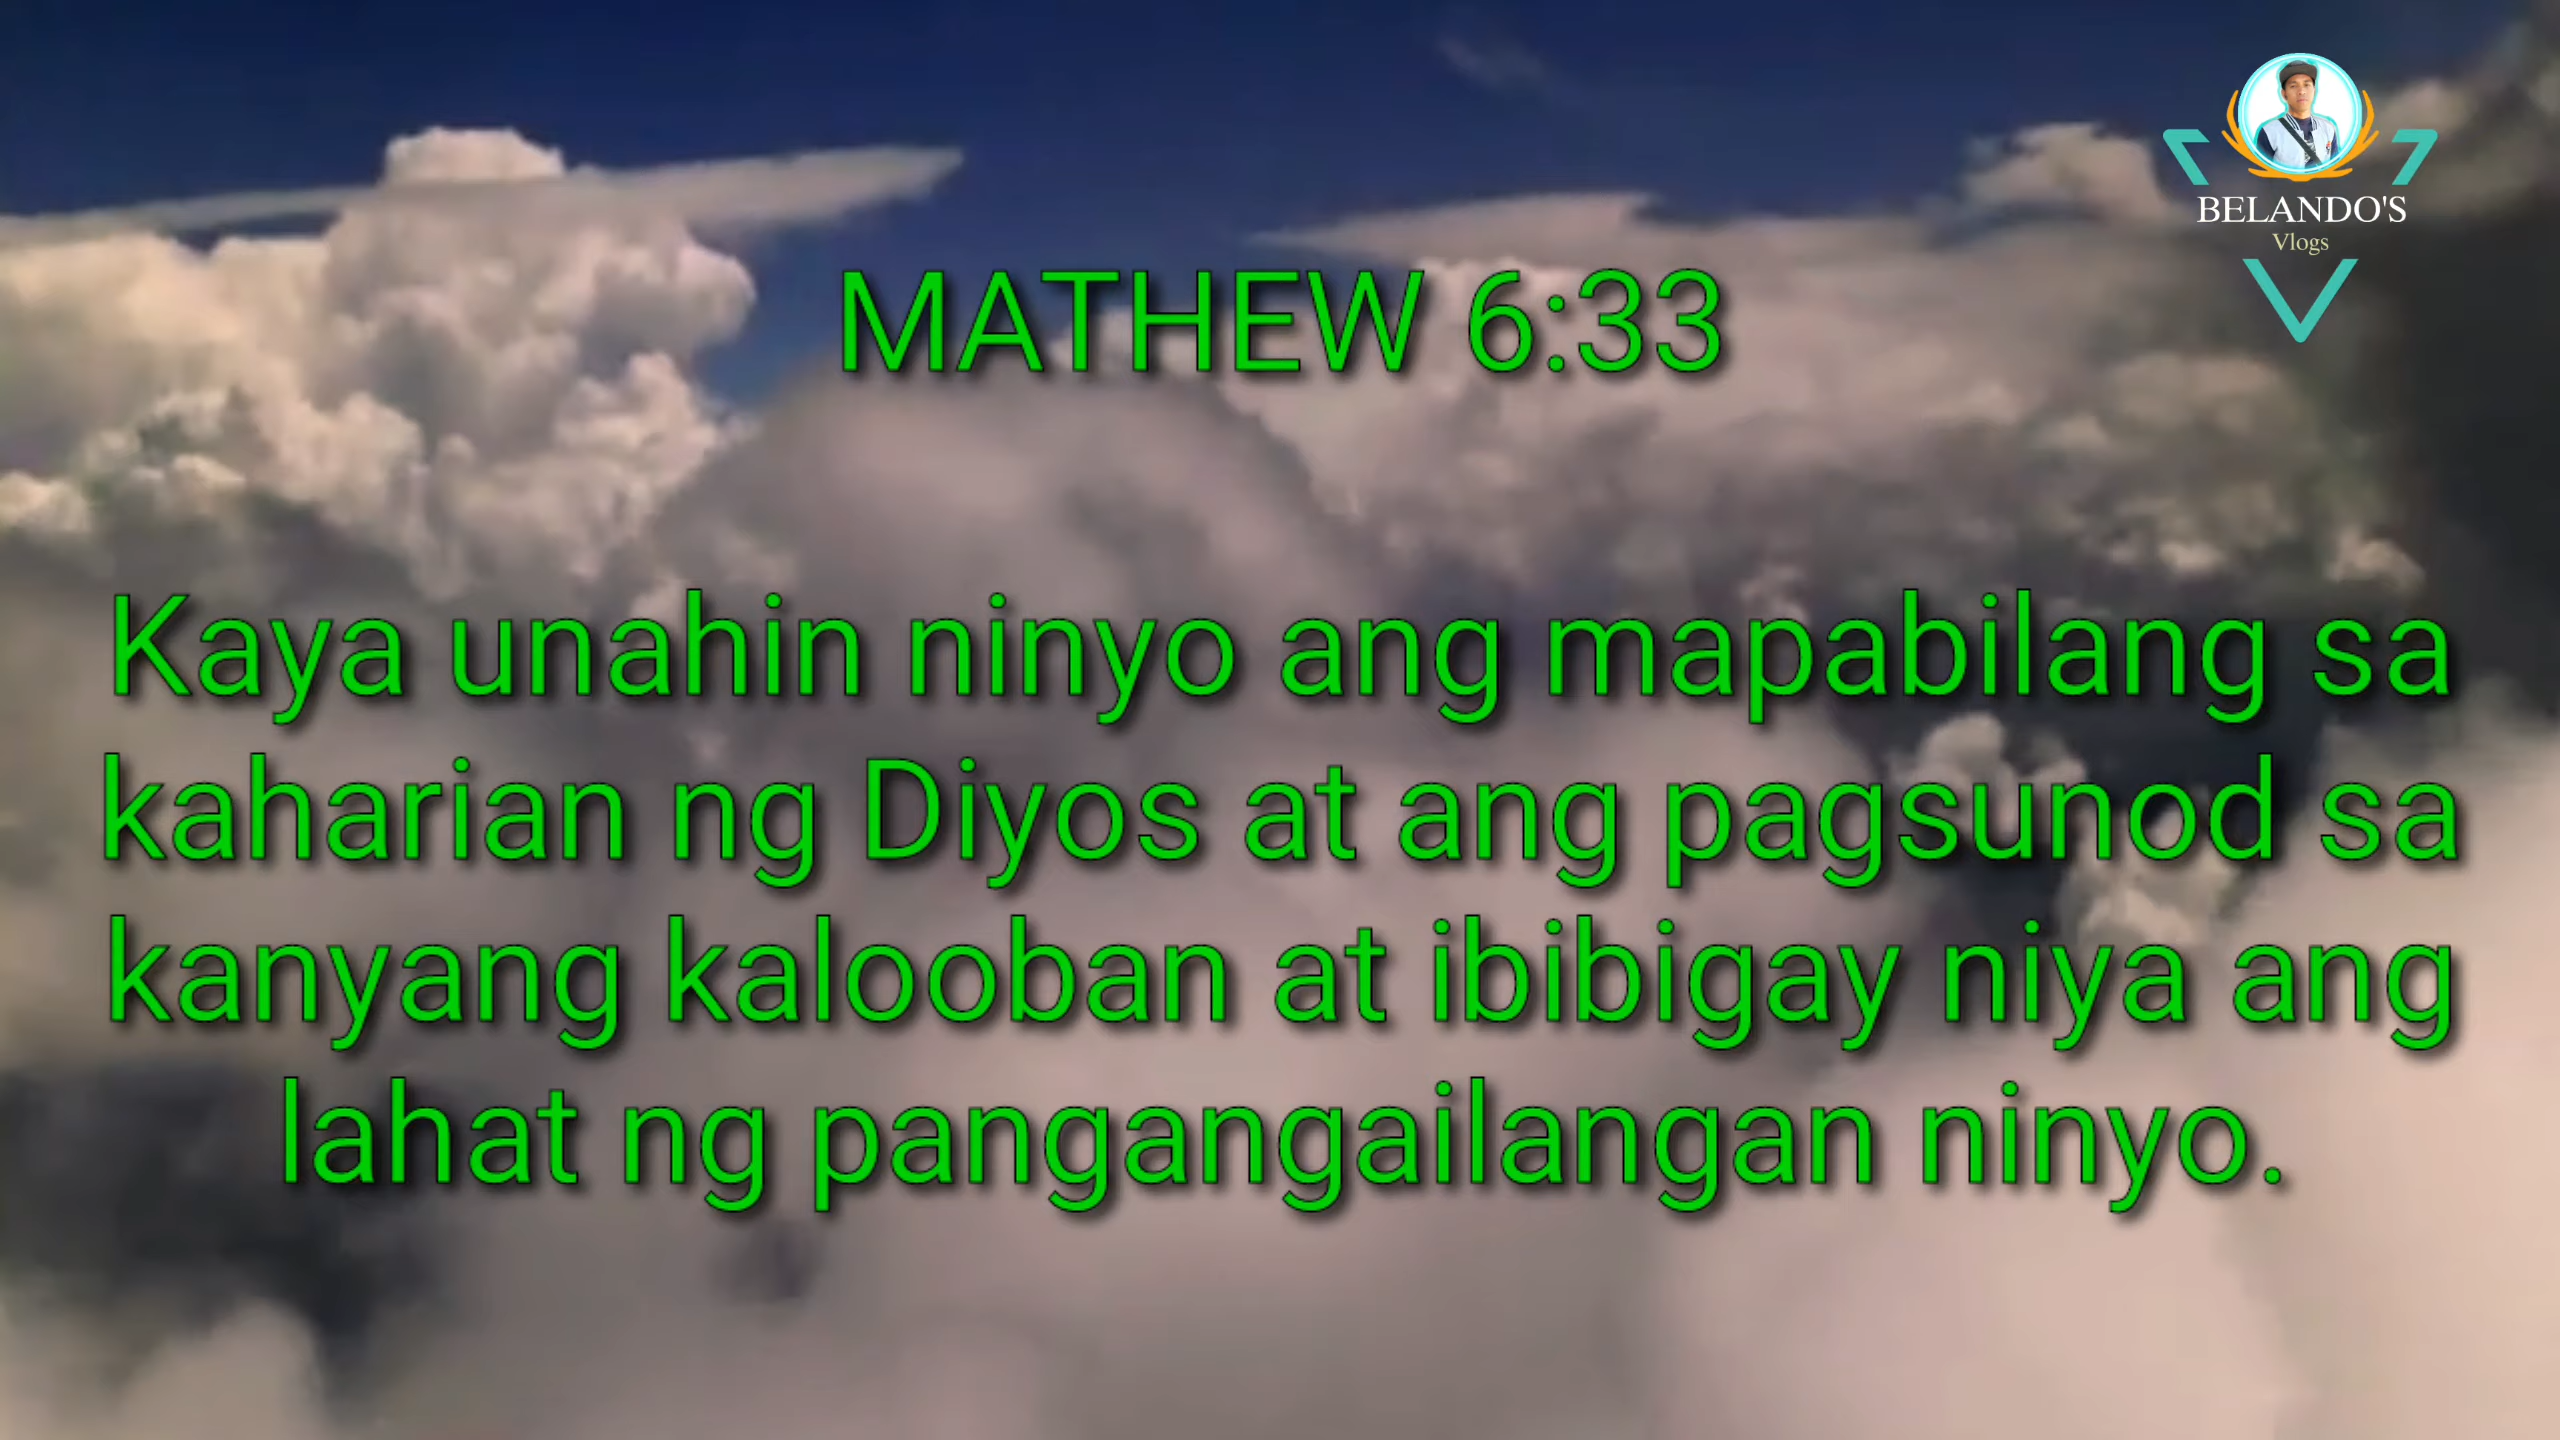 BELANDO'S
Vlogs
MATHEW 6:33
Kaya unahin ninyo ang mapabilang sa
kaharian ng Diyos at ang pagsunod sa
kanyang kalooban at ibibigay niya ang
lahat ng pangangailangan ninyo.